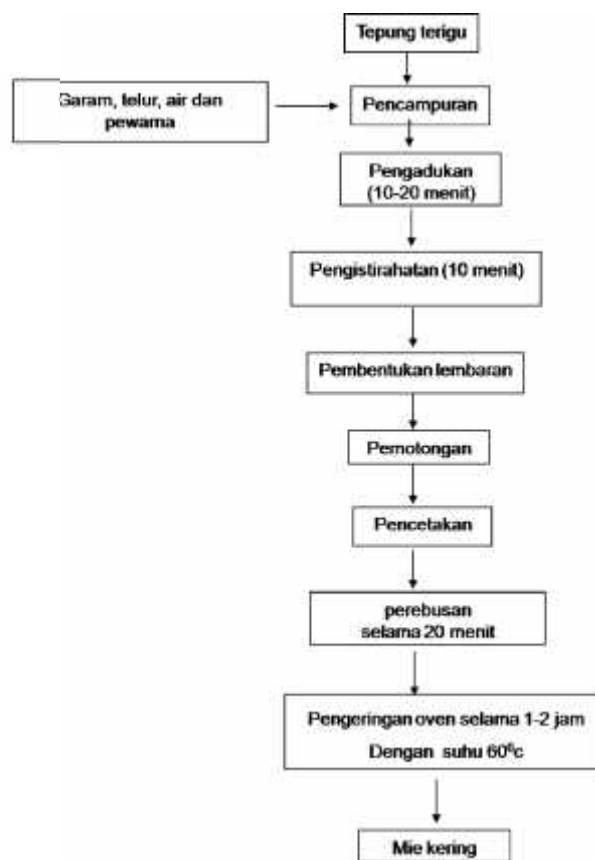 Tepung terigu
Garam, telur, air dan
pewarna
Pencampuran
Pengadukan
(10-20 menit)
Pengistirahatan (10 menit)
Pembentukan lembaran
Pemotongan
Pencetakan
perebusan
selama 20 menit
Pengeringan oven selama 1-2 jam
Dengan suhu 60⁰c
Mie kering